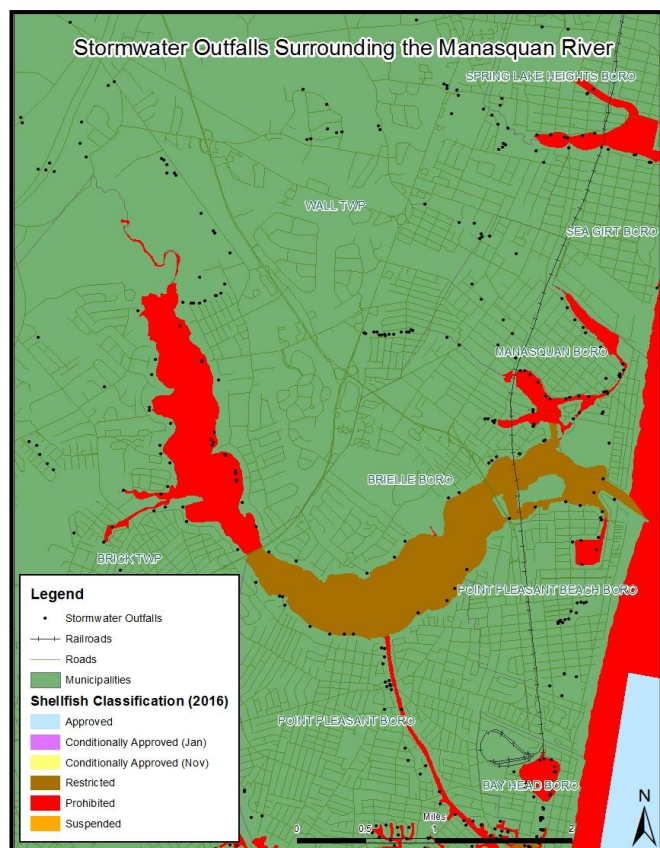 Stormwater Outfalls Surrounding the Manasquan River
SPRING LAKE HEIGHTS BORO
WALL TWP
SEA GIRT BORO
MANASQUAN BORO
BRIELLE BORO
BRICK TWP
POINT PLEASANT BEACH BORO
POINT PLEASANT BORO
BAY HEAD BORO
Legend
Stormwater Outfalls
Railroads
Roads
Municipalities
Shellfish Classification (2016)
Approved
Conditionally Approved (Jan)
Conditionally Approved (Nov)
Restricted
Prohibited
Suspended
N
0 0.5 1 2
Miles